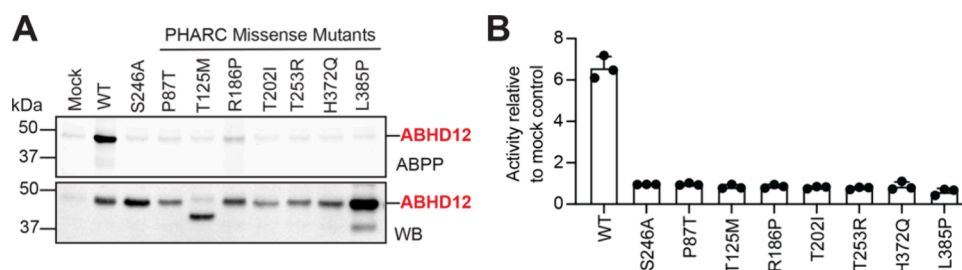 A
PHARC Missense Mutants
Mock WT S246A P87T T125M R186P T202I T253R H372Q L385P
kDa
50
ABHD12
37
ABPP
50
ABHD12
37
WB
B
Activity relative
to mock control
8
6
4
2
0
WT S246A P87T T125M R186P T202I T253R H372Q L385P